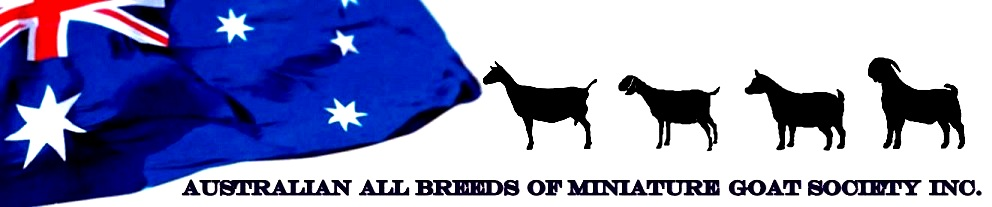 AUSTRALIAN ALL BREEDS OF MINIATURE GOAT SOCIETY INC.